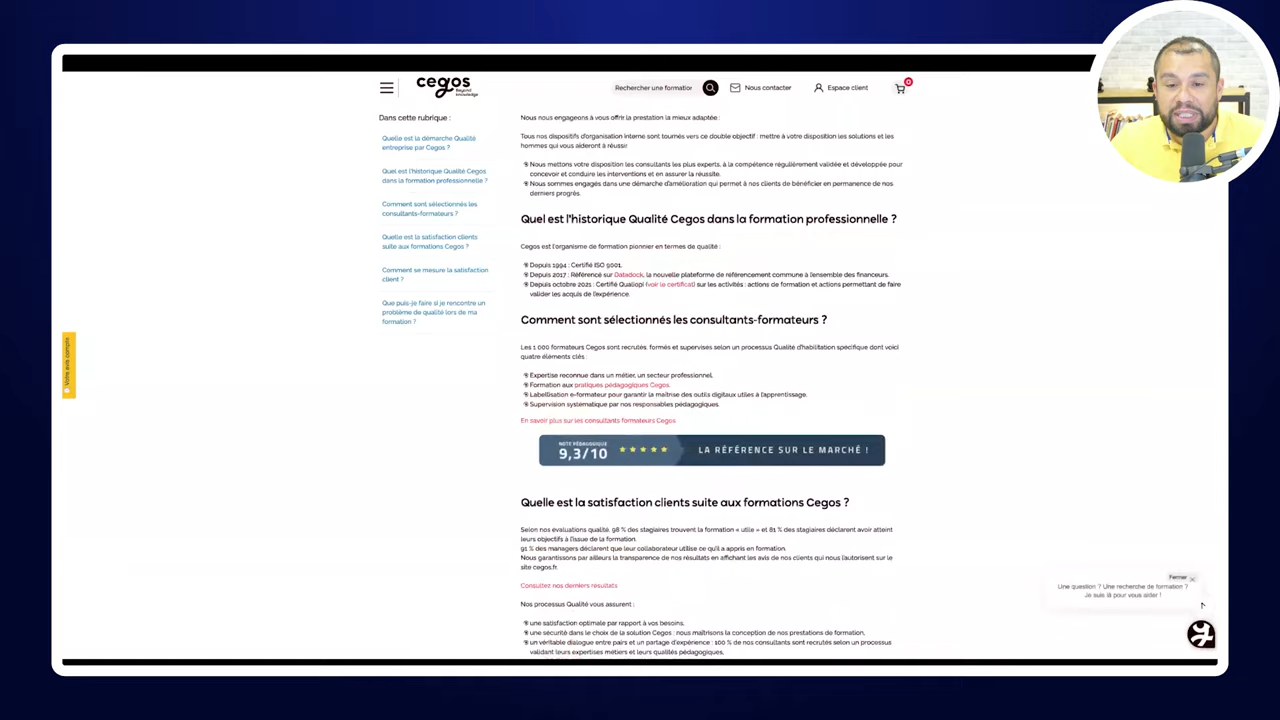 cegos
Beyond
knowledge
Rechercher une formation
Nous contacter
Espace client
0
Dans cette rubrique :
Quelle est la démarche Qualité
entreprise par Cegos ?
Quel est l'historique Qualité Cegos
dans la formation professionnelle ?
Comment sont sélectionnés les
consultants-formateurs ?
Quelle est la satisfaction clients
suite aux formations Cegos ?
Comment se mesure la satisfaction
client ?
Que puis-je faire si je rencontre un
problème de qualité lors de ma
formation ?
Votre avis compte
Nous nous engageons à vous offrir la prestation la mieux adaptée :
Tous nos dispositifs d'organisation interne sont tournés vers ce double objectif : mettre à votre disposition les solutions et les
hommes qui vous aideront à réussir.
Nous mettons votre disposition les consultants les plus experts, à la compétence régulièrement validée et développée pour
concevoir et conduire les interventions et en assurer la réussite.
Nous sommes engagés dans une démarche d'amélioration qui permet à nos clients de bénéficier en permanence de nos
derniers progrès.
Quel est l'historique Qualité Cegos dans la formation professionnelle ?
Cegos est l'organisme de formation pionnier en termes de qualité :
Depuis 1994 : Certifié ISO 9001.
Depuis 2017 : Référencé sur Datadock, la nouvelle plateforme de référencement commune à l'ensemble des financeurs.
Depuis octobre 2021 : Certifié Qualiopi (voir le certificat) sur les activités : actions de formation et actions permettant de faire
valider les acquis de l'expérience.
Comment sont sélectionnés les consultants-formateurs ?
Les 1 000 formateurs Cegos sont recrutés, formés et supervisés selon un processus Qualité d'habilitation spécifique dont voici
quatre éléments clés :
Expertise reconnue dans un métier, un secteur professionnel.
Formation aux pratiques pédagogiques Cegos.
Labellisation e-formateur pour garantir la maîtrise des outils digitaux utiles à l'apprentissage.
Supervision systématique par nos responsables pédagogiques.
En savoir plus sur les consultants formateurs Cegos
NOTE PÉDAGOGIQUE
9,3/10
LA RÉFÉRENCE SUR LE MARCHÉ !
Quelle est la satisfaction clients suite aux formations Cegos ?
Selon nos évaluations qualité, 98 % des stagiaires trouvent la formation « utile » et 81 % des stagiaires déclarent avoir atteint
leurs objectifs à l'issue de la formation.
91 % des managers déclarent que leur collaborateur utilise ce qu'il a appris en formation.
Nous garantissons par ailleurs la transparence de nos résultats en affichant les avis de nos clients qui nous l'autorisent sur le
site cegos.fr.
Consultez nos derniers résultats
Nos processus Qualité vous assurent :
une satisfaction optimale par rapport à vos besoins,
une sécurité dans le choix de la solution Cegos : nous maîtrisons la conception de nos prestations de formation,
un véritable dialogue entre pairs et un partage d'expérience : 100 % de nos consultants sont recrutés selon un processus
validant leurs expertises métiers et leurs qualités pédagogiques,
Fermer
Une question ? Une recherche de formation ?
Je suis là pour vous aider !